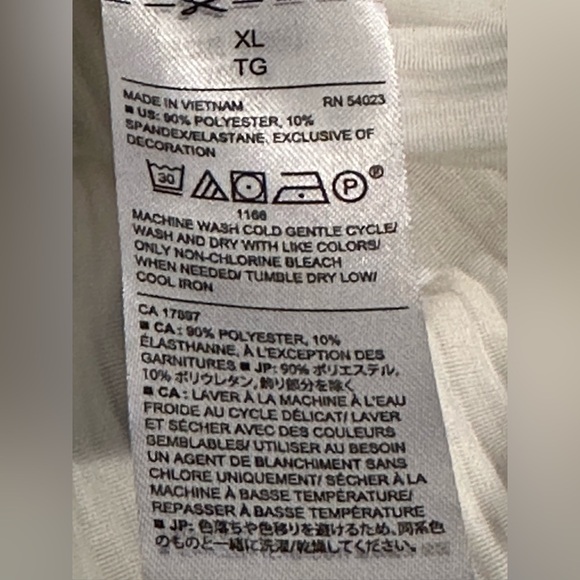 XL
TG
MADE IN VIETNAM RN 54023
■ US: 90% POLYESTER, 10%
SPANDEX/ELASTANE, EXCLUSIVE OF
DECORATION
30 P ®
1166
MACHINE WASH COLD GENTLE CYCLE/
WASH AND DRY WITH LIKE COLORS/
ONLY NON-CHLORINE BLEACH
WHEN NEEDED/ TUMBLE DRY LOW/
COOL IRON
CA 17897
■ CA : 90% POLYESTER, 10%
ÉLASTHANNE, À L'EXCEPTION DES
GARNITURES ■ JP: 90% ポリエステル,
10% ポリウレタン, 飾り部分を除く
■ CA : LAVER À LA MACHINE À L'EAU
FROIDE AU CYCLE DÉLICAT/ LAVER
ET SÉCHER AVEC DES COULEURS
SEMBLABLES/ UTILISER AU BESOIN
UN AGENT DE BLANCHIMENT SANS
CHLORE UNIQUEMENT/ SÉCHER À LA
MACHINE À BASSE TEMPÉRATURE/
REPASSER À BASSE TEMPÉRATURE
■ JP: 色落ちや色移りを避けるため、同系色
のものと一緒に洗濯/乾燥してください。